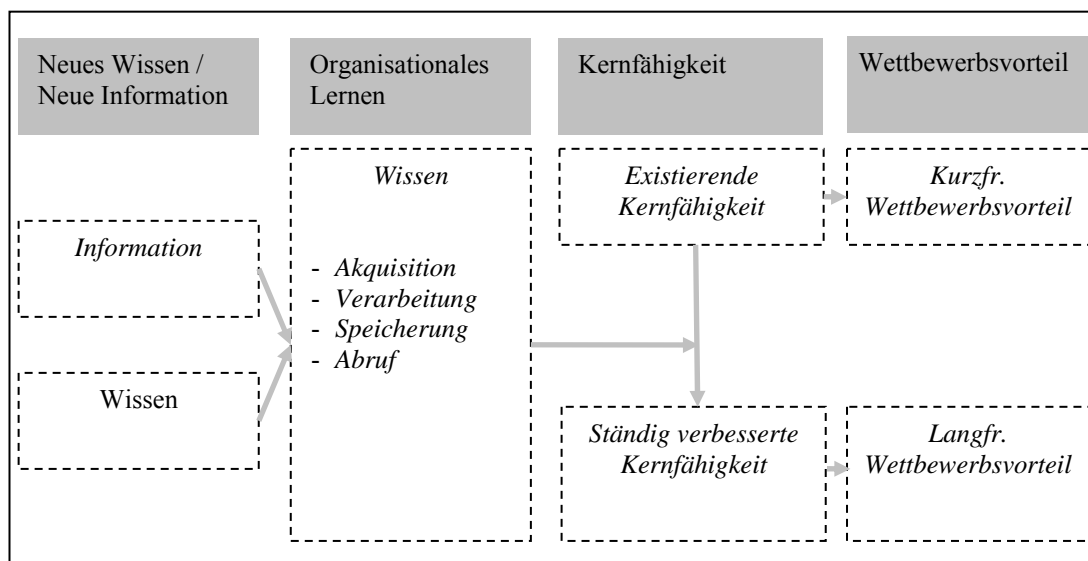 Neues Wissen /
Neue Information
Organisationales
Lernen
Kernfähigkeit
Wettbewerbsvorteil
Information
Wissen
Wissen
- Akquisition
- Verarbeitung
- Speicherung
- Abruf
Existierende
Kernfähigkeit
Ständig verbesserte
Kernfähigkeit
Kurzfr.
Wettbewerbsvorteil
Langfr.
Wettbewerbsvorteil